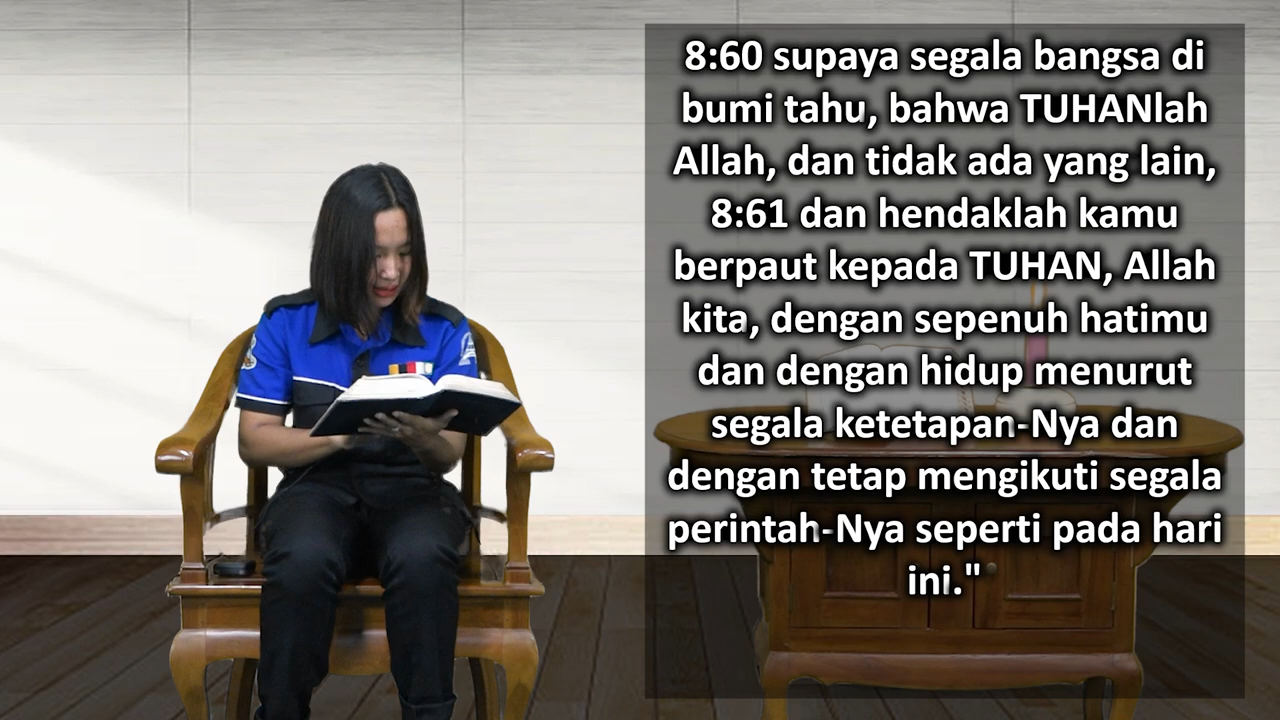 8:60 supaya segala bangsa di
bumi tahu, bahwa TUHANlah
Allah, dan tidak ada yang lain,
8:61 dan hendaklah kamu
berpaut kepada TUHAN, Allah
kita, dengan sepenuh hatimu
dan dengan hidup menurut
segala ketetapan-Nya dan
dengan tetap mengikuti segala
perintah-Nya seperti pada hari
ini."